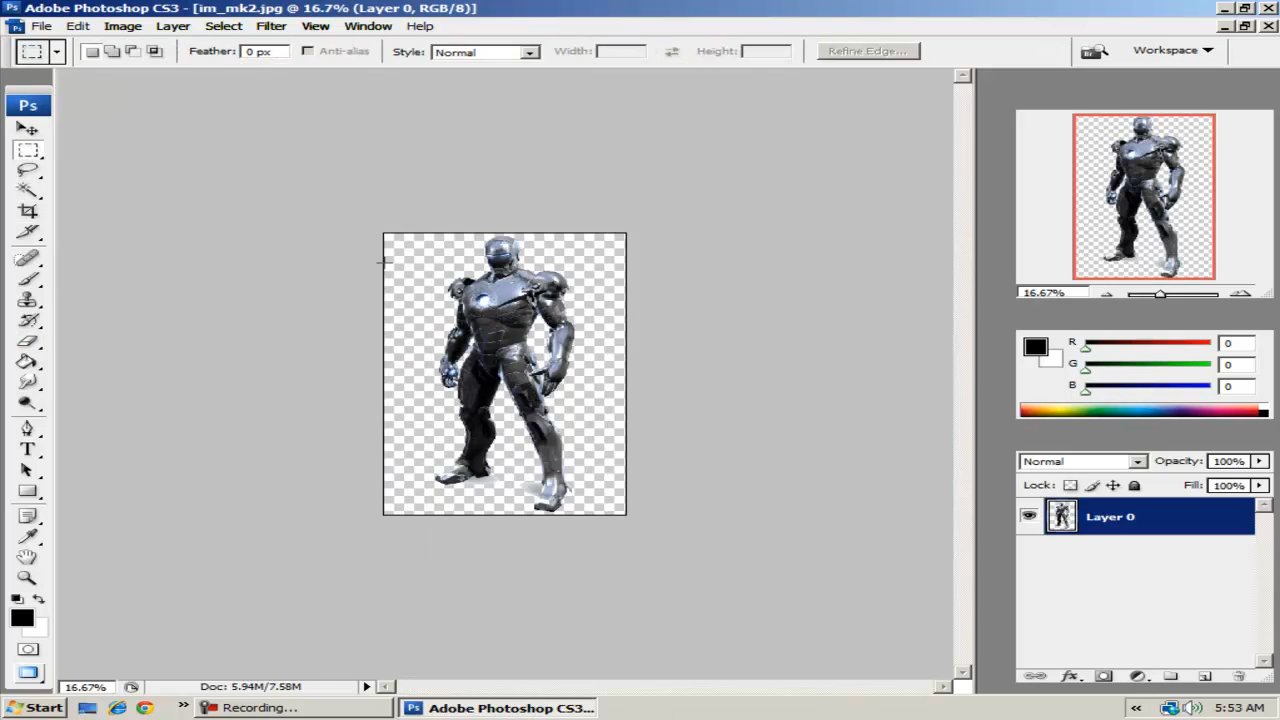 Adobe Photoshop CS3 - [im_mk2.jpg @ 16.7% (Layer 0, RGB/8)]
File Edit Image Layer Select Filter View Window Help
Feather: 0 px Anti-alias Style: Normal Width: Height: Refine Edge... Workspace
Ps
16.67%
R 0
G 0
B 0
Normal Opacity: 100%
Lock: Fill: 100%
Layer 0
T
fx
16.67% Doc: 5.94M/7.58M
Start Recording... Ps Adobe Photoshop CS3... 5:53 AM